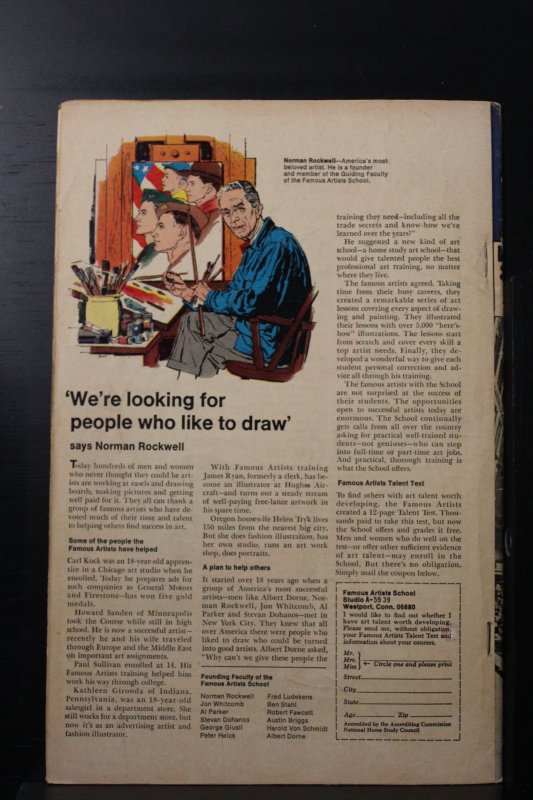 Norman Rockwell—America's most
beloved artist. He is a founder
and member of the Guiding Faculty
of the Famous Artists School.
'We're looking for
people who like to draw'
says Norman Rockwell
Today hundreds of men and women
who never thought they could be art-
ists are working at easels and drawing
boards, making pictures and getting
well paid for it. They all can thank a
group of famous artists who have de-
voted much of their time and talent
to helping others find success in art.
Some of the people the
Famous Artists have helped
Carl Kock was an 18-year-old appren-
tice in a Chicago art studio when he
enrolled. Today he prepares ads for
such companies as General Motors
and Firestone—has won five gold
medals.
Howard Sanden of Minneapolis
took the Course while still in high
school. He is now a successful artist—
recently he and his wife traveled
through Europe and the Middle East
on important art assignments.
Paul Sullivan enrolled at 14. His
Famous Artists training helped him
work his way through college.
Kathleen Gironda of Indiana,
Pennsylvania, was an 18-year-old
salesgirl in a department store. She
still works for a department store, but
now it's as an advertising artist and
fashion illustrator.
With Famous Artists training
James Ryan, formerly a clerk, has be-
come an illustrator at Hughes Air-
craft—and turns out a steady stream
of well-paying free-lance artwork in
his spare time.
Oregon housewife Helen Tryk lives
150 miles from the nearest big city.
But she does fashion illustration, has
her own studio, runs an art work
shop, does portraits.
A plan to help others
It started over 18 years ago when a
group of America's most successful
artists—men like Albert Dorne, Nor-
man Rockwell, Jon Whitcomb, Al
Parker and Stevan Dohanos—met in
New York City. They knew that all
over America there were people who
liked to draw who could be turned
into good artists. Albert Dorne asked,
"Why can't we give these people the
Founding Faculty of the
Famous Artists School
Norman Rockwell
Jon Whitcomb
Al Parker
Stevan Dohanos
George Giusti
Peter Helck
Fred Ludekens
Ben Stahl
Robert Fawcett
Austin Briggs
Harold Von Schmidt
Albert Dorne
training they need—including all the
trade secrets and know-how we've
learned over the years?"
He suggested a new kind of art
school—a home study art school—that
would give talented people the best
professional art training, no matter
where they live.
The famous artists agreed. Taking
time from their busy careers, they
created a remarkable series of art
lessons covering every aspect of draw-
ing and painting. They illustrated
their lessons with over 5,000 "here's-
how" illustrations. The lessons start
from scratch and cover every skill a
top artist needs. Finally, they de-
veloped a wonderful way to give each
student personal correction and ad-
vice all through his training.
The famous artists with the School
are not surprised at the success of
their students. The opportunities
open to successful artists today are
enormous. The School continually
gets calls from all over the country
asking for practical well-trained stu-
dents—not geniuses—who can step
into full-time or part-time art jobs.
And practical, thorough training is
what the School offers.
Famous Artists Talent Test
To find others with art talent worth
developing, the Famous Artists
created a 12-page Talent Test. Thou-
sands paid to take this test, but now
the School offers and grades it free.
Men and women who do well on the
test—or offer other sufficient evidence
of art talent—may enroll in the
School. But there's no obligation.
Simply mail the coupon below.
Famous Artists School
Studio A-59 39
Westport, Conn. 06880
I would like to find out whether I
have art talent worth developing.
Please send me, without obligation,
your Famous Artists Talent Test and
information about your courses.
Mr.
Mrs.
Miss
← Circle one and please print
Street
City
State
Age Zip
Accredited by the Accrediting Commission
National Home Study Council